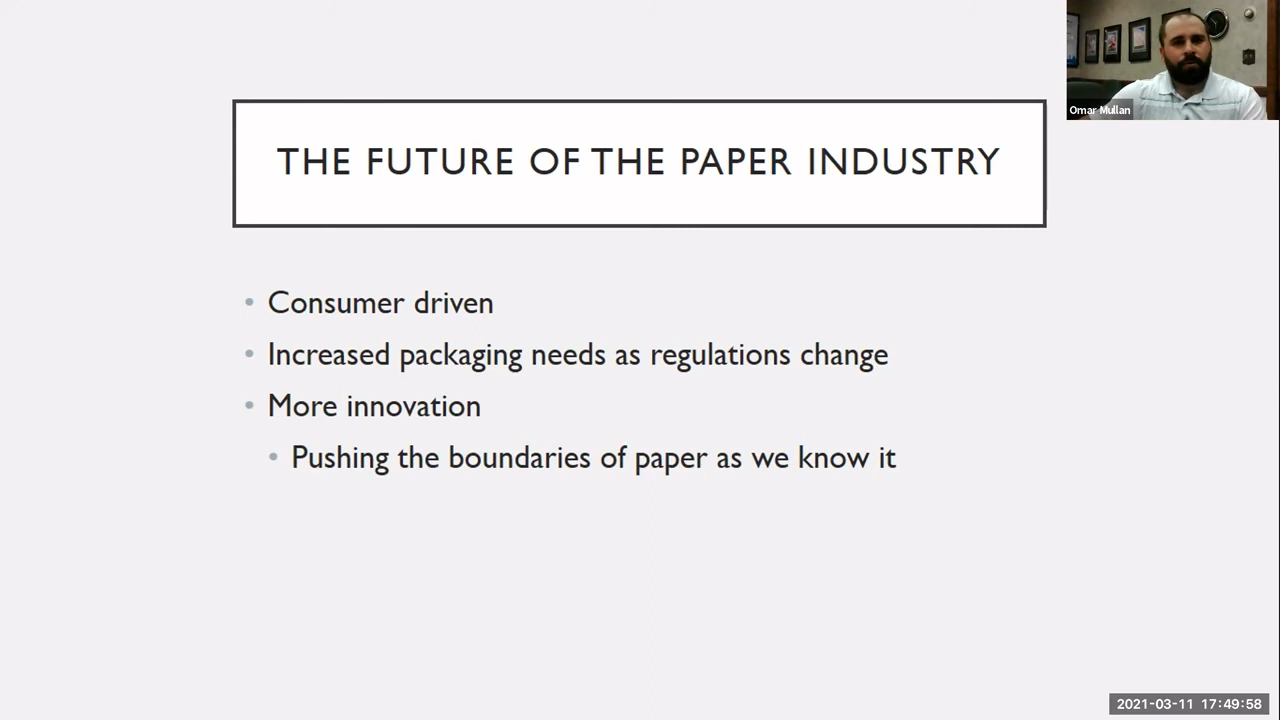 Omar Mullan
THE FUTURE OF THE PAPER INDUSTRY
• Consumer driven
• Increased packaging needs as regulations change
• More innovation
• Pushing the boundaries of paper as we know it
2021-03-11 17:49:58